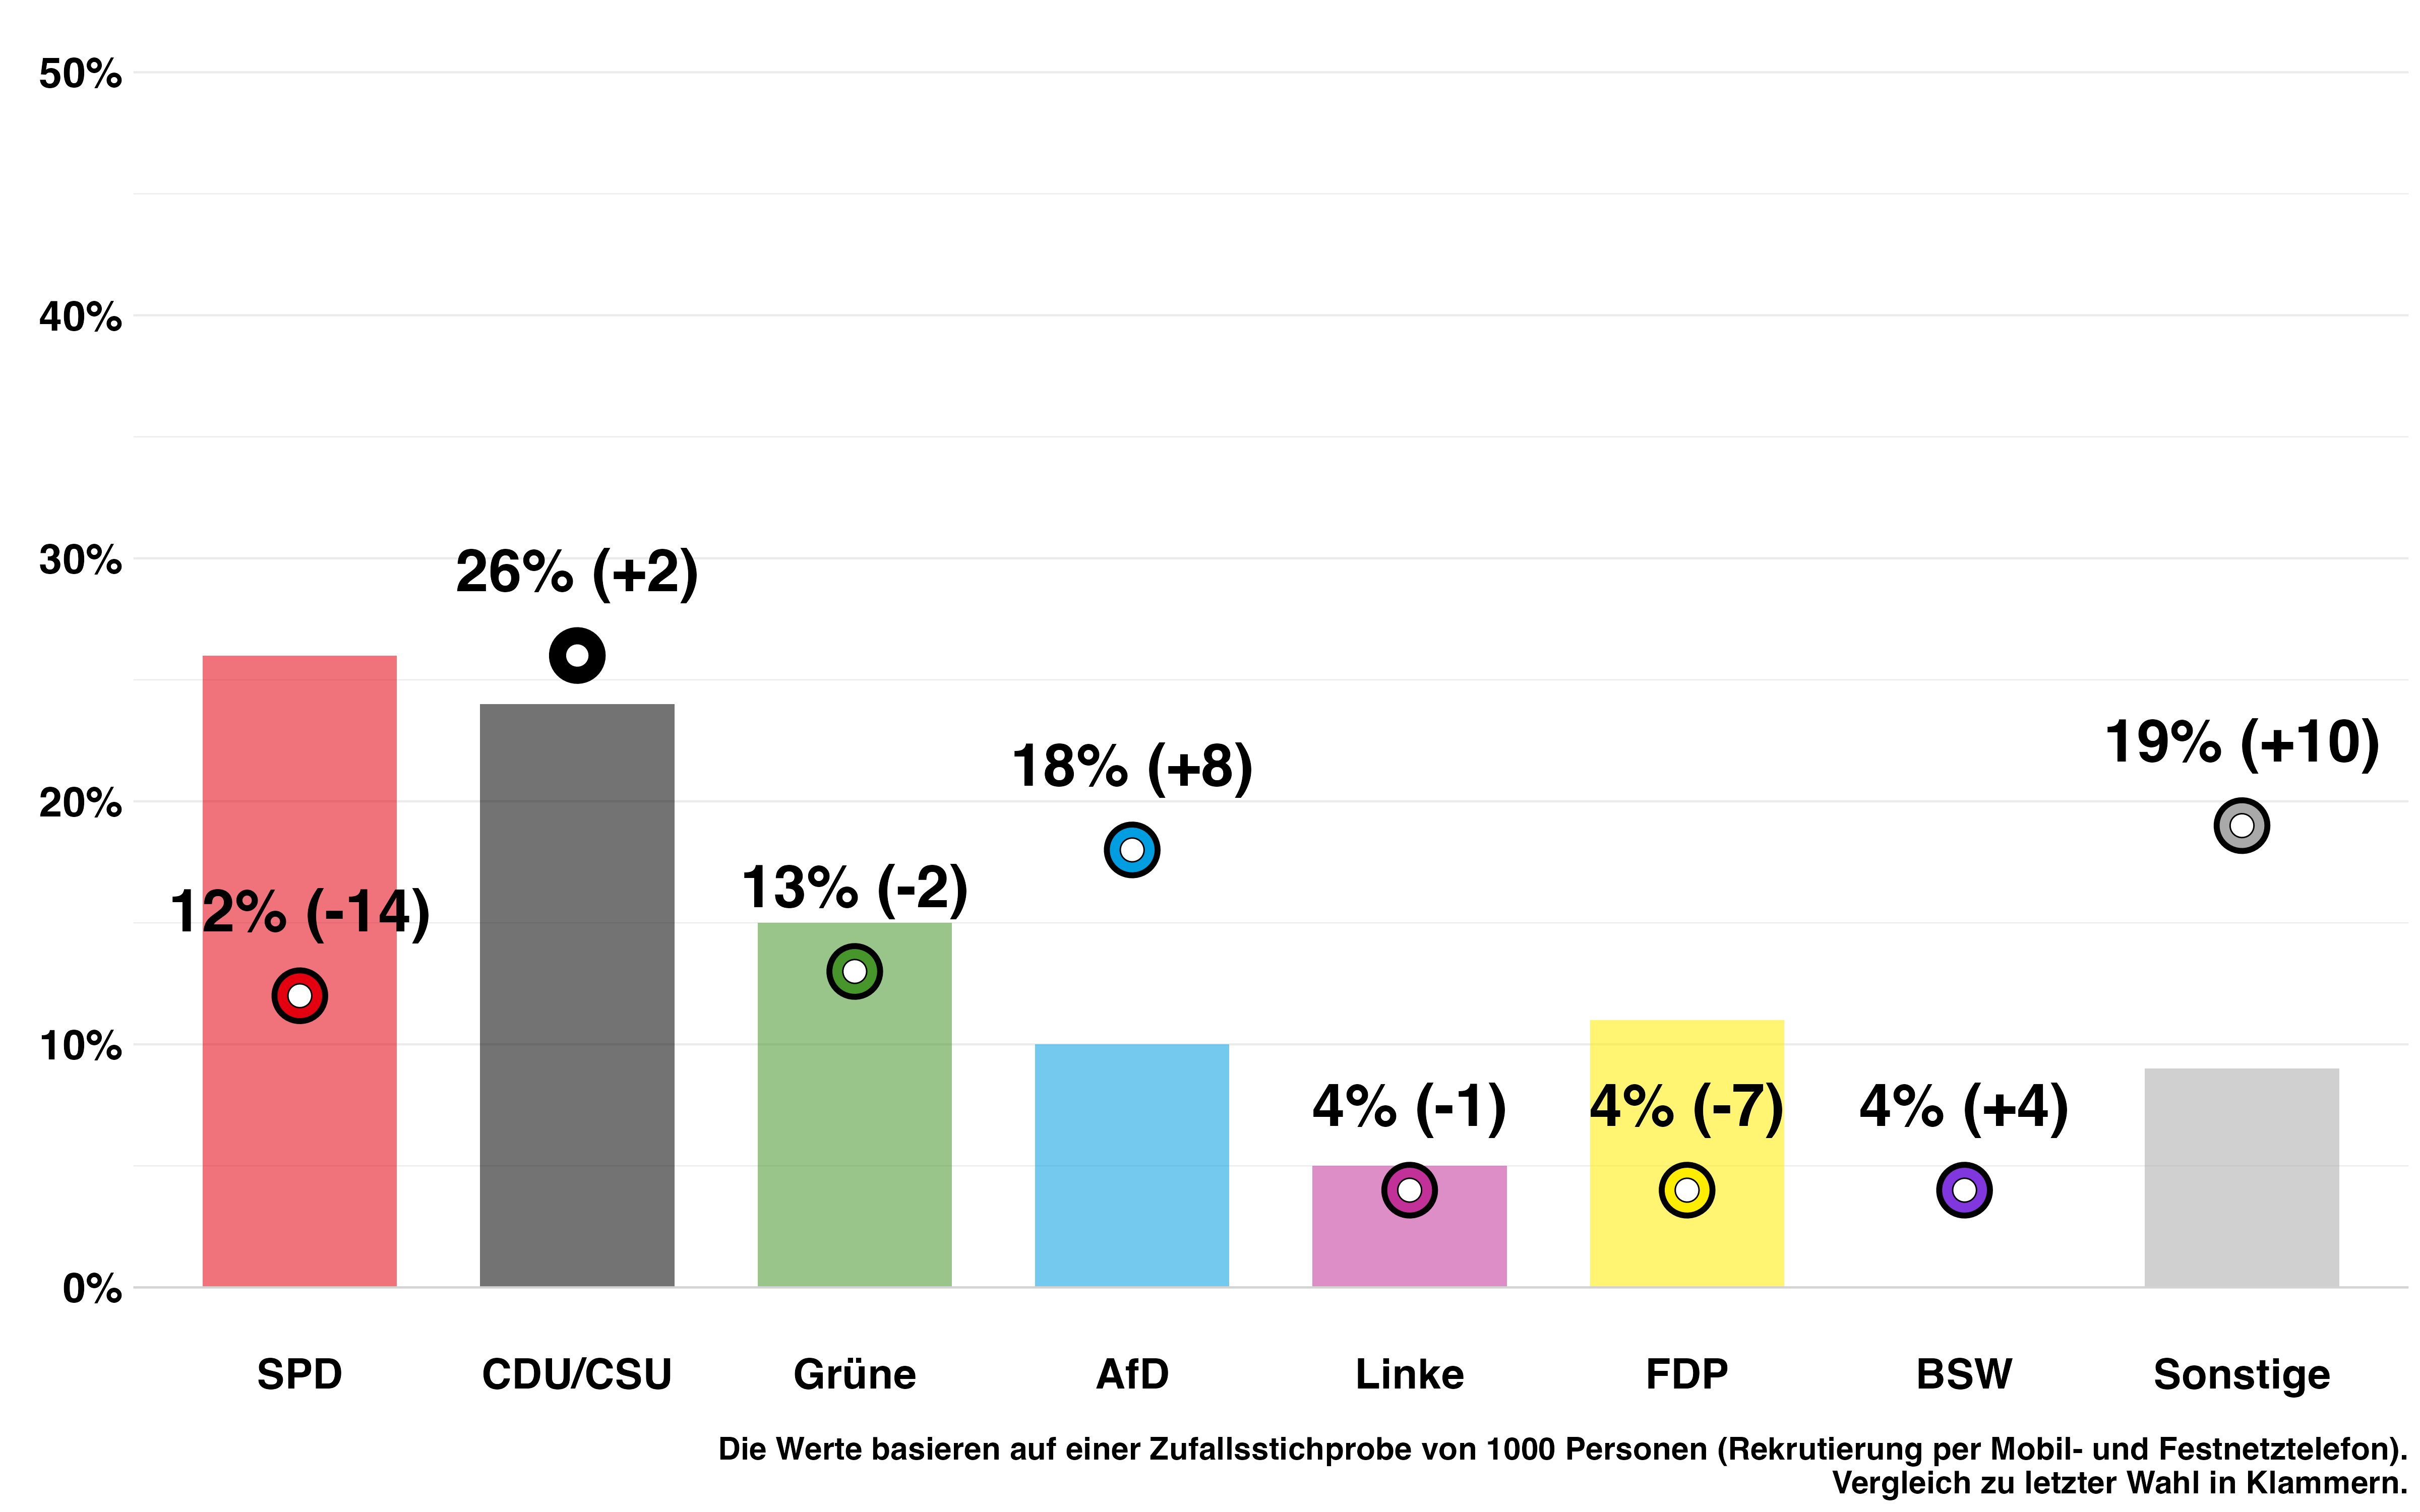 50%
40%
30%
20%
10%
0%
12% (-14)
26% (+2)
13% (-2)
18% (+8)
4% (-1)
4% (-7)
4% (+4)
19% (+10)
SPD
CDU/CSU
Grüne
AfD
Linke
FDP
BSW
Sonstige
Die Werte basieren auf einer Zufallsstichprobe von 1000 Personen (Rekrutierung per Mobil- und Festnetztelefon).
Vergleich zu letzter Wahl in Klammern.